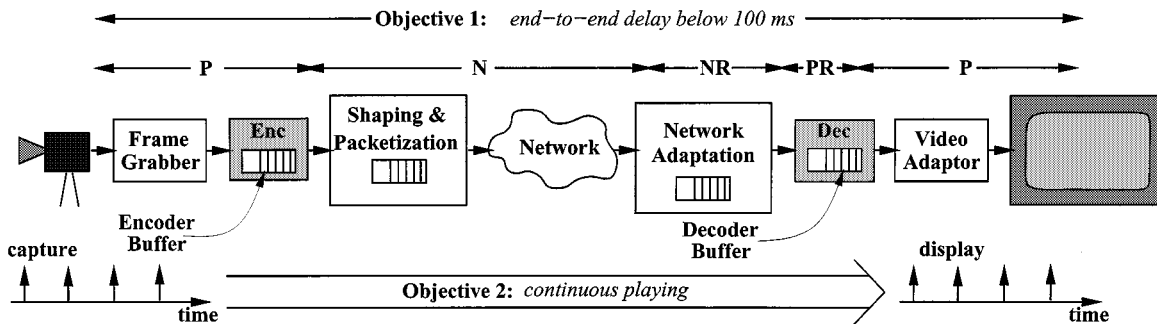 Objective 1: end-to-end delay below 100 ms
P N NR PR P
Frame
Grabber
Enc
Shaping &
Packetization
Network
Network
Adaptation
Dec
Video
Adaptor
Encoder
Buffer
Decoder
Buffer
capture
time
Objective 2: continuous playing
display
time